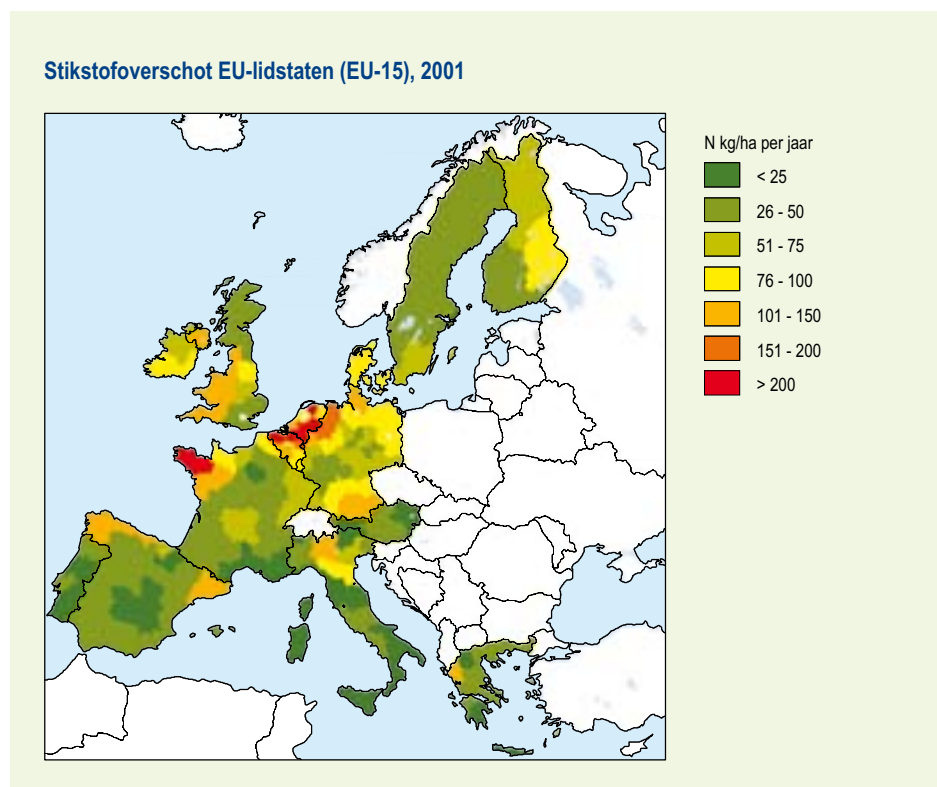 Stikstofoverschot EU-lidstaten (EU-15), 2001
N kg/ha per jaar
< 25
26 - 50
51 - 75
76 - 100
101 - 150
151 - 200
> 200